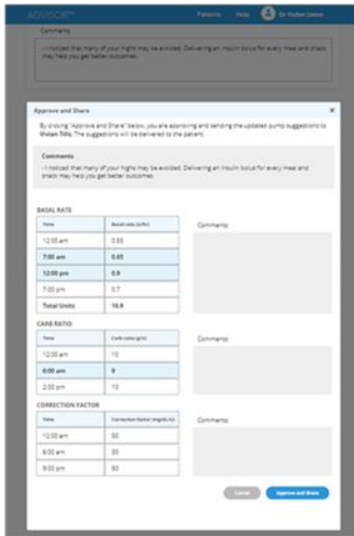 ADVISOR
Patients Help Dr
Comments
- I noticed that many of your highs may be avoided. Delivering an insulin bolus for every meal and snack
may help you get better outcomes.
Approve and Share
By clicking "Approve and Share" below, you are approving and sending the updated pump suggestions to
The suggestions will be delivered to the patient.
Comments
- I noticed that many of your highs may be avoided. Delivering an insulin bolus for every meal and
snack may help you get better outcomes.
BASAL RATE
Time Basal rate (U/hr)
Comments
12:00 am
7:00 am 0.65
12:00 pm
7:00 pm 0.7
Total Units 16.9
CARB RATIO
Time Carb ratio (g/U)
Comments
12:00 am 10
6:00 am 9
2:00 pm 10
CORRECTION FACTOR
Time Correction factor (mg/dL/U)
Comments
12:00 am
6:00 am
9:00 pm
Cancel Approve and Share